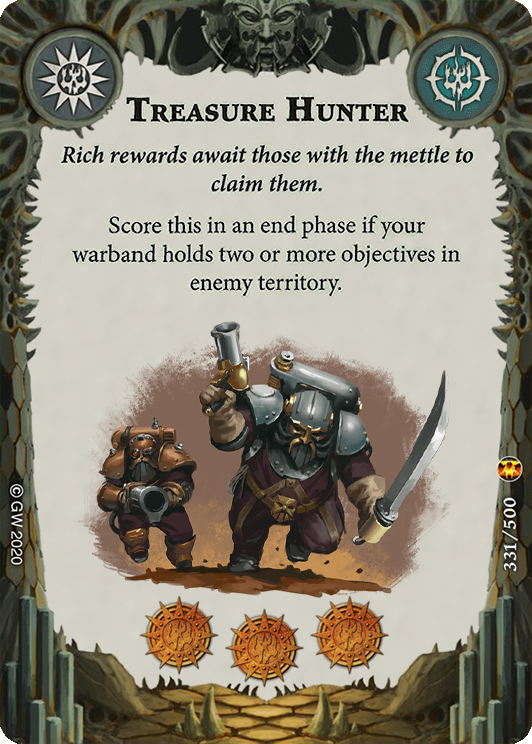 TREASURE HUNTER
Rich rewards await those with the mettle to
claim them.
Score this in an end phase if your
warband holds two or more objectives in
enemy territory.
© GW 2020
331/500